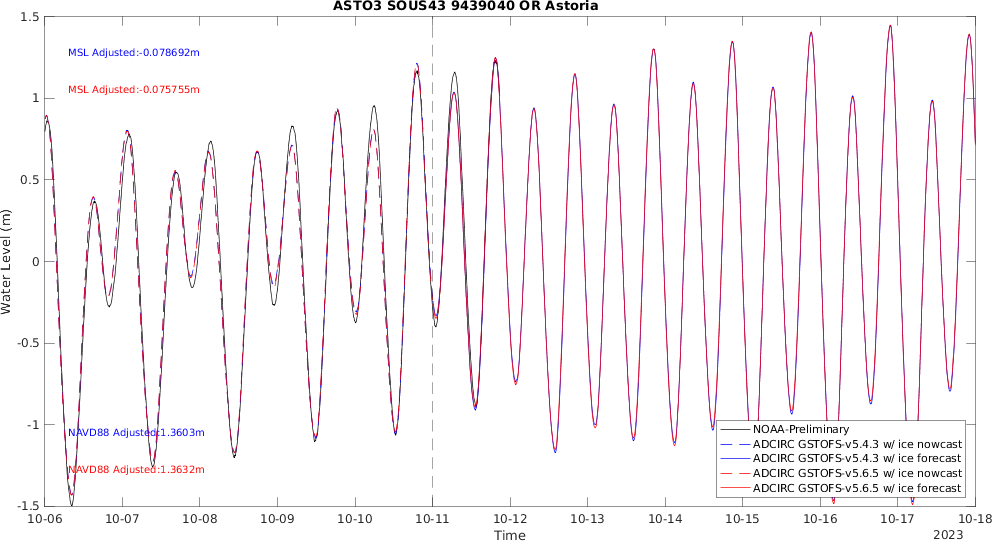 ASTO3 SOUS43 9439040 OR Astoria
1.5
1
0.5
0
-0.5
-1
-1.5
Water Level (m)
MSL Adjusted:-0.078692m
MSL Adjusted:-0.075755m
NAVD88 Adjusted:1.3603m
NAVD88 Adjusted:1.3632m
NOAA-Preliminary
ADCIRC GSTOFS-v5.4.3 w/ ice nowcast
ADCIRC GSTOFS-v5.4.3 w/ ice forecast
ADCIRC GSTOFS-v5.6.5 w/ ice nowcast
ADCIRC GSTOFS-v5.6.5 w/ ice forecast
10-06 10-07 10-08 10-09 10-10 10-11 10-12 10-13 10-14 10-15 10-16 10-17 10-18
Time
2023